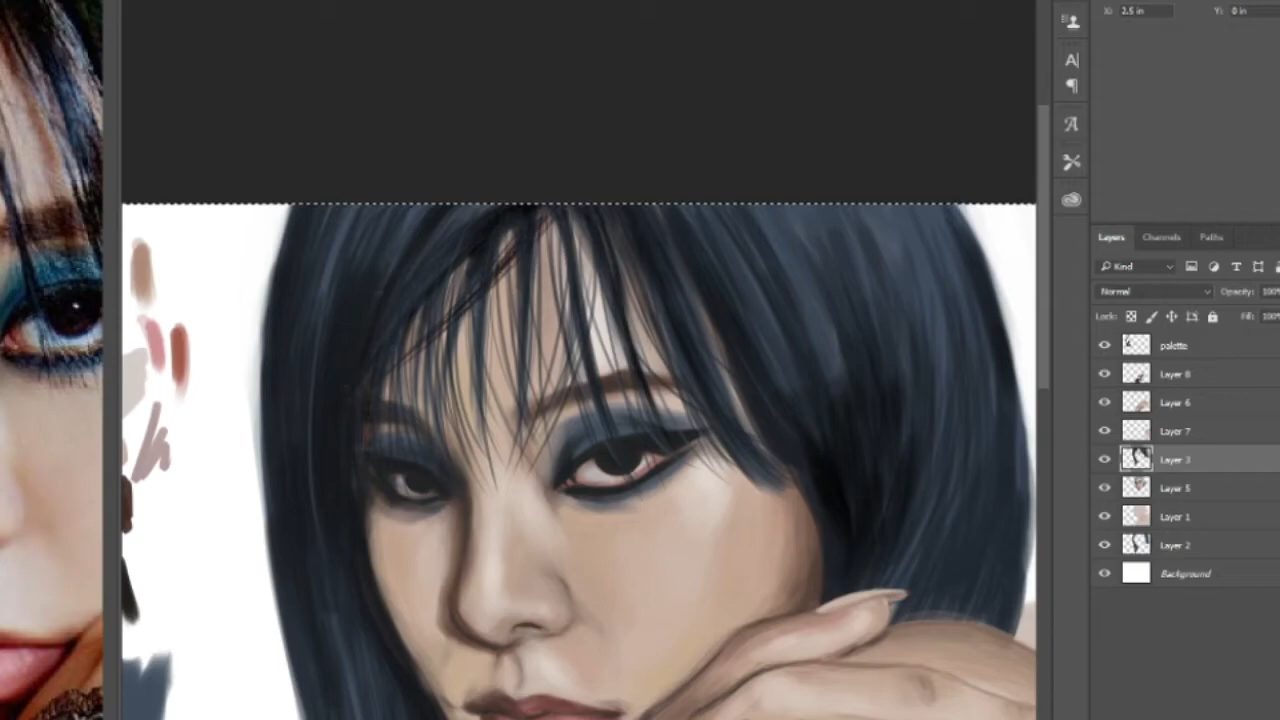 X: 2.5 in Y: 0 in
Layers Channels Paths
Kind
Normal Opacity: 100%
Lock: Fill: 100%
palette
Layer 8
Layer 6
Layer 7
Layer 3
Layer 5
Layer 1
Layer 2
Background